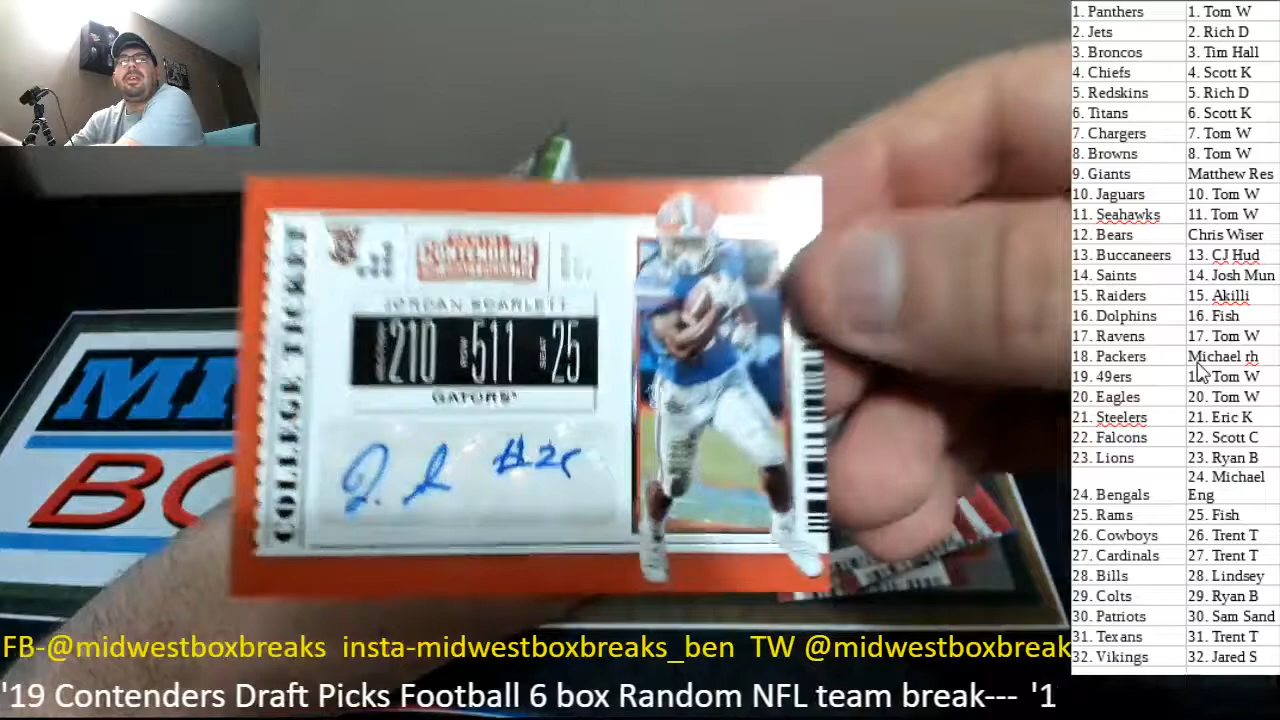 1. Panthers 1. Tom W
2. Jets 2. Rich D
3. Broncos 3. Tim Hall
4. Chiefs 4. Scott K
5. Redskins 5. Rich D
6. Titans 6. Scott K
7. Chargers 7. Tom W
8. Browns 8. Tom W
9. Giants Matthew Res
10. Jaguars 10. Tom W
11. Seahawks 11. Tom W
12. Bears Chris Wiser
13. Buccaneers 13. CJ Hud
14. Saints 14. Josh Mun
15. Raiders 15. Akilli
16. Dolphins 16. Fish
17. Ravens 17. Tom W
18. Packers Michael rh
19. 49ers Tom W
20. Eagles 20. Tom W
21. Steelers 21. Eric K
22. Falcons 22. Scott C
23. Lions 23. Ryan B
24. Bengals 24. Michael Eng
25. Rams 25. Fish
26. Cowboys 26. Trent T
27. Cardinals 27. Trent T
28. Bills 28. Lindsey
29. Colts 29. Ryan B
30. Patriots 30. Sam Sand
31. Texans 31. Trent T
32. Vikings 32. Jared S
COLLEGE TICKET
CONTENDERS
JORDAN SCARLETT
210 ROW 511 SEAT 25
GATORS
#25
MI
BO
FB-@midwestboxbreaks insta-midwestboxbreaks_ben TW @midwestboxbreak
'19 Contenders Draft Picks Football 6 box Random NFL team break--- '1